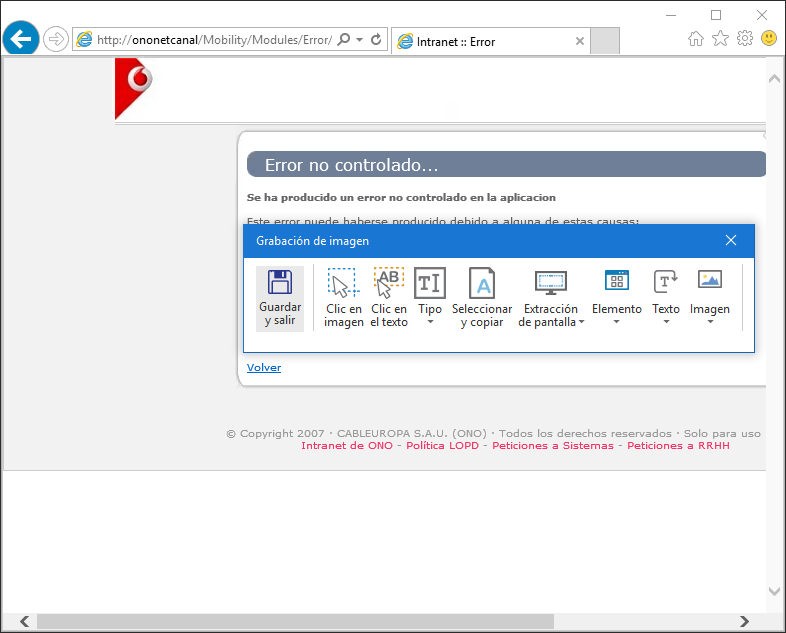 http://ononetcanal/Mobility/Modules/Error/
Intranet :: Error
Error no controlado...
Se ha producido un error no controlado en la aplicacion
Este error puede haberse producido debido a alguna de estas causas:
Grabación de imagen
Guardar y salir
Clic en imagen
Clic en el texto
Tipo
Seleccionar y copiar
Extracción de pantalla
Elemento
Texto
Imagen
Volver
© Copyright 2007 · CABLEUROPA S.A.U. (ONO) · Todos los derechos reservados · Solo para uso
Intranet de ONO - Política LOPD - Peticiones a Sistemas - Peticiones a RRHH